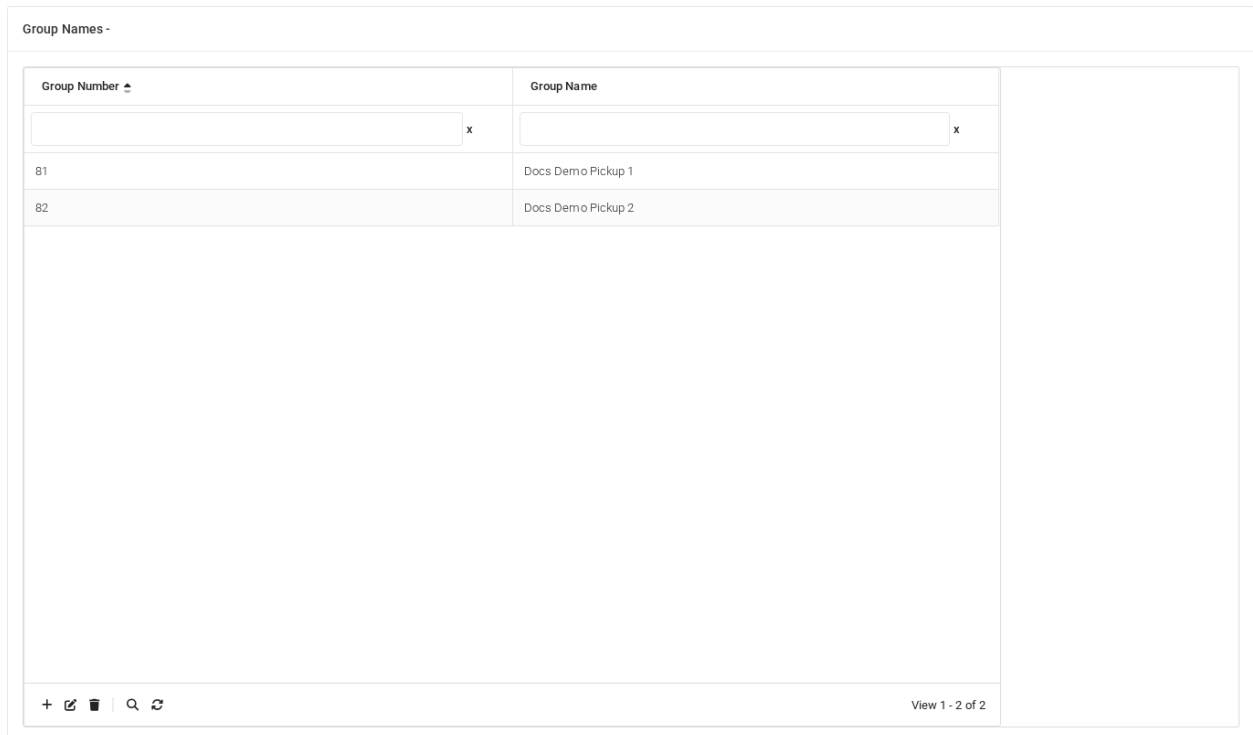 Group Names -
Group Number Group Name
x x
81 Docs Demo Pickup 1
82 Docs Demo Pickup 2
View 1 - 2 of 2